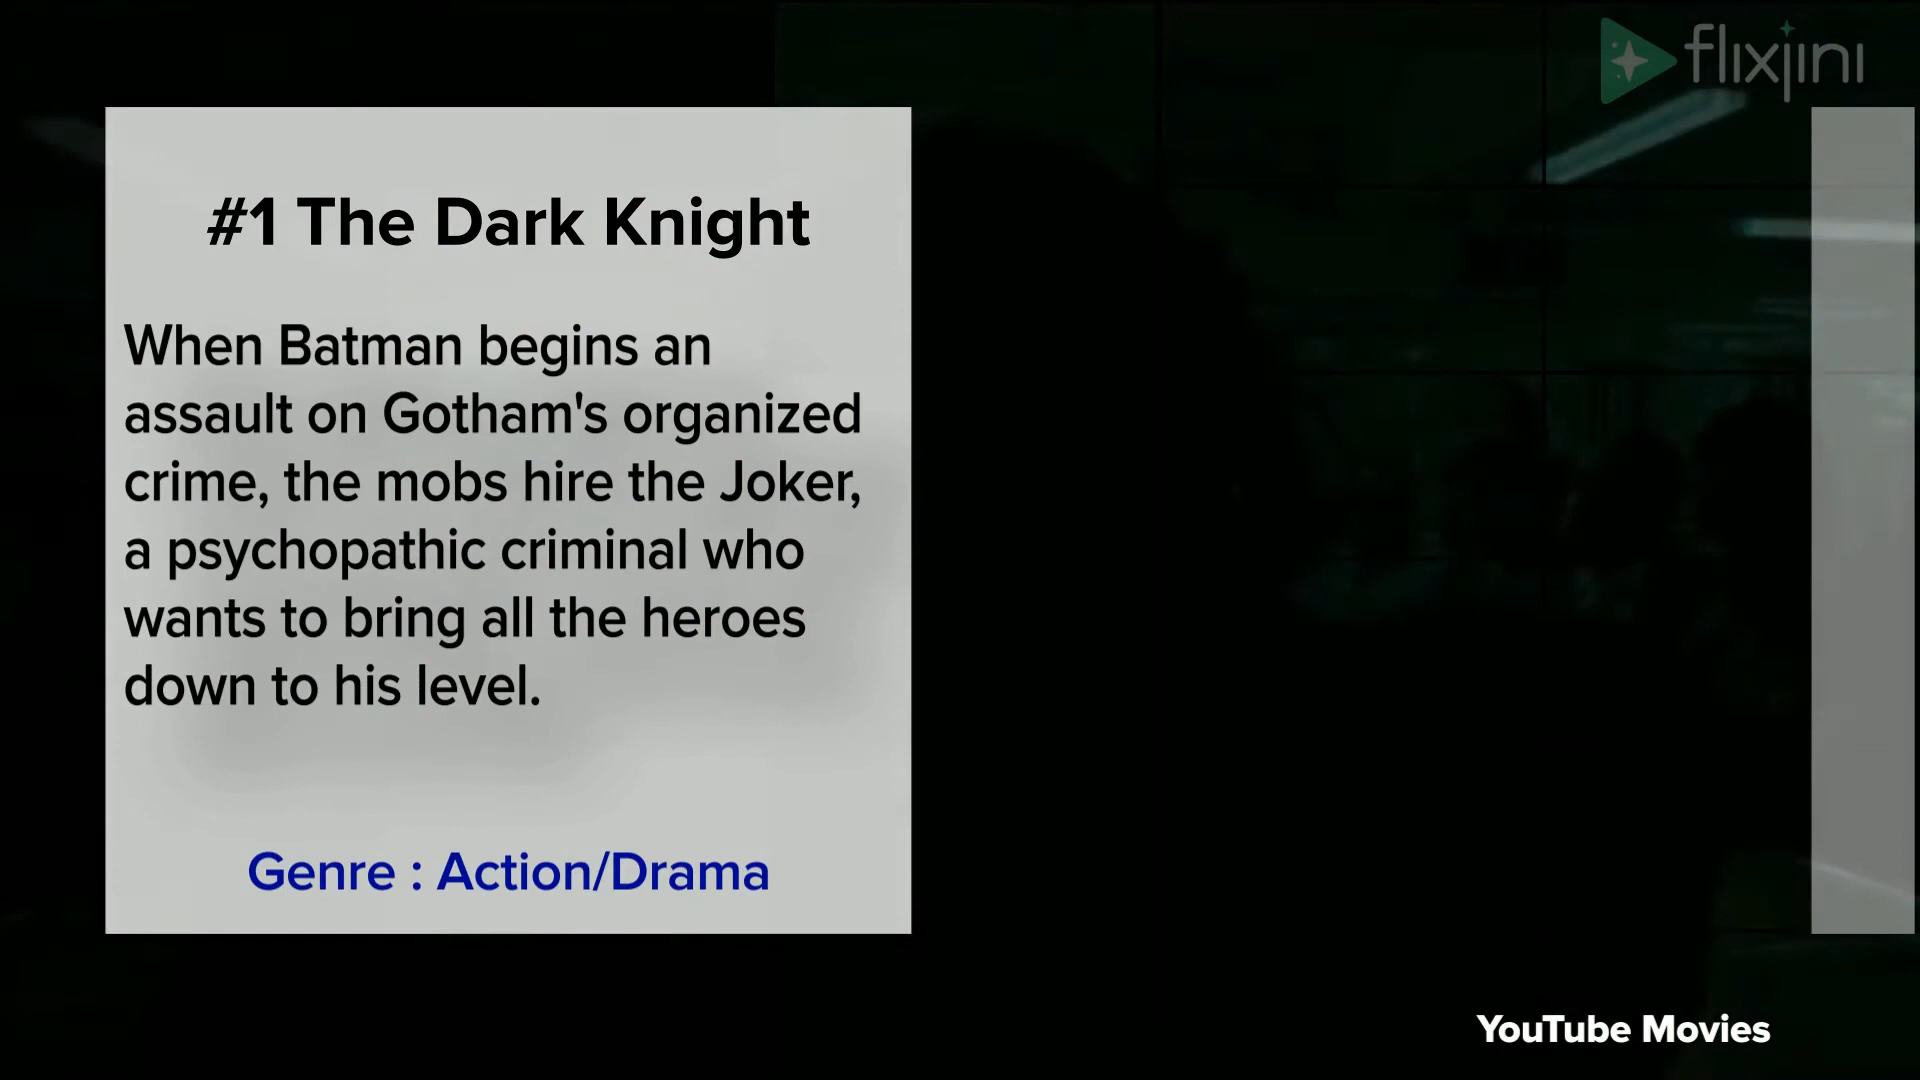 flixjini
#1 The Dark Knight
When Batman begins an
assault on Gotham's organized
crime, the mobs hire the Joker,
a psychopathic criminal who
wants to bring all the heroes
down to his level.
Genre : Action/Drama
YouTube Movies